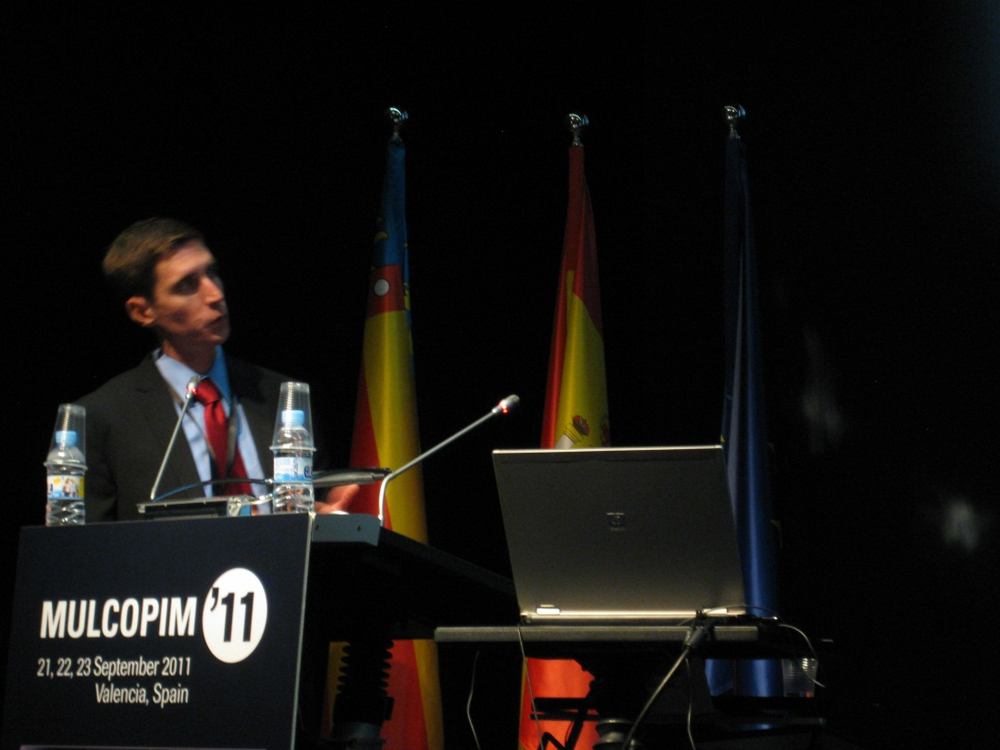 MULCOPIM '11
21, 22, 23 September 2011
Valencia, Spain